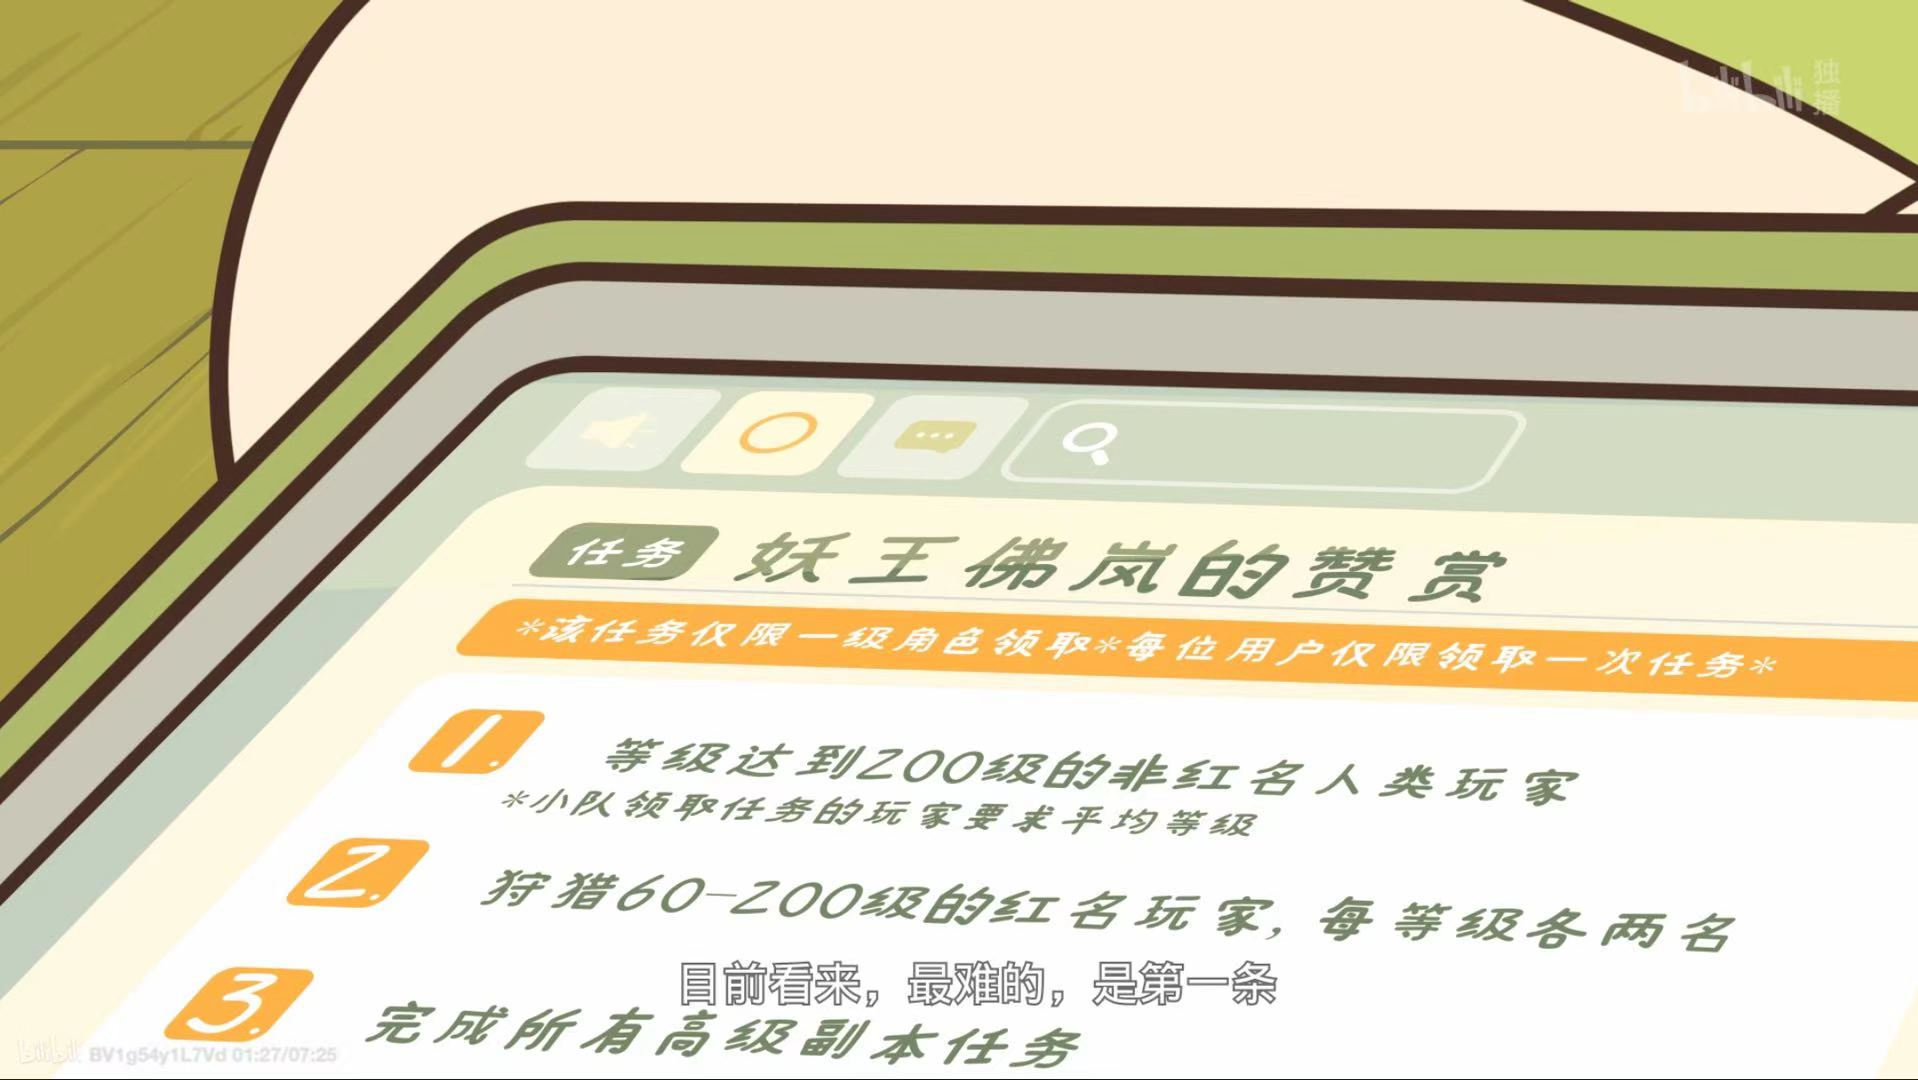 bilibili 独播
任务 妖王佛岚的赞赏
*该任务仅限一级角色领取*每位用户仅限领取一次任务*
1. 等级达到200级的非红名人类玩家
*小队领取任务的玩家要求平均等级
2. 狩猎60-200级的红名玩家, 每等级各两名
目前看来，最难的，是第一条
3. 完成所有高级副本任务
bilibili BV1g54y1L7Vd 01:27/07:25